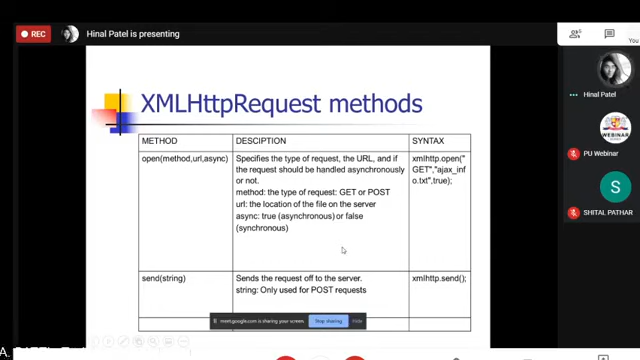 REC
Hinal Patel is presenting
You
XMLHttpRequest methods
METHOD DESCIPTION SYNTAX
open(method,url,async) Specifies the type of request, the URL, and if xmlhttp.open("
the request should be handled asynchronously GET","ajax_inf
or not. o.txt",true);
method: the type of request: GET or POST
url: the location of the file on the server
async: true (asynchronous) or false
(synchronous)
send(string) Sends the request off to the server. xmlhttp.send();
string: Only used for POST requests
meet.google.com is sharing your screen. Stop sharing Hide
Hinal Patel
WEBINAR
PU Webinar
S
SHITAL PATHAR